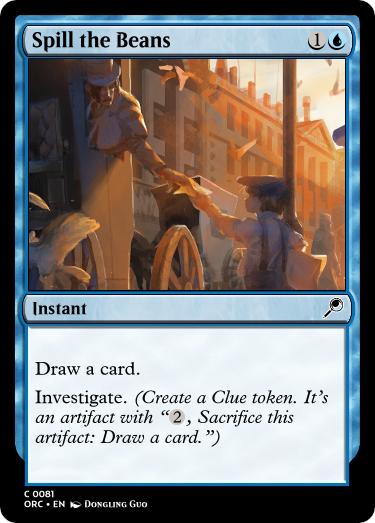 Spill the Beans 1
Instant
Draw a card.
Investigate. (Create a Clue token. It's
an artifact with “2, Sacrifice this
artifact: Draw a card.”)
C 0081
ORC • EN Dongling Guo